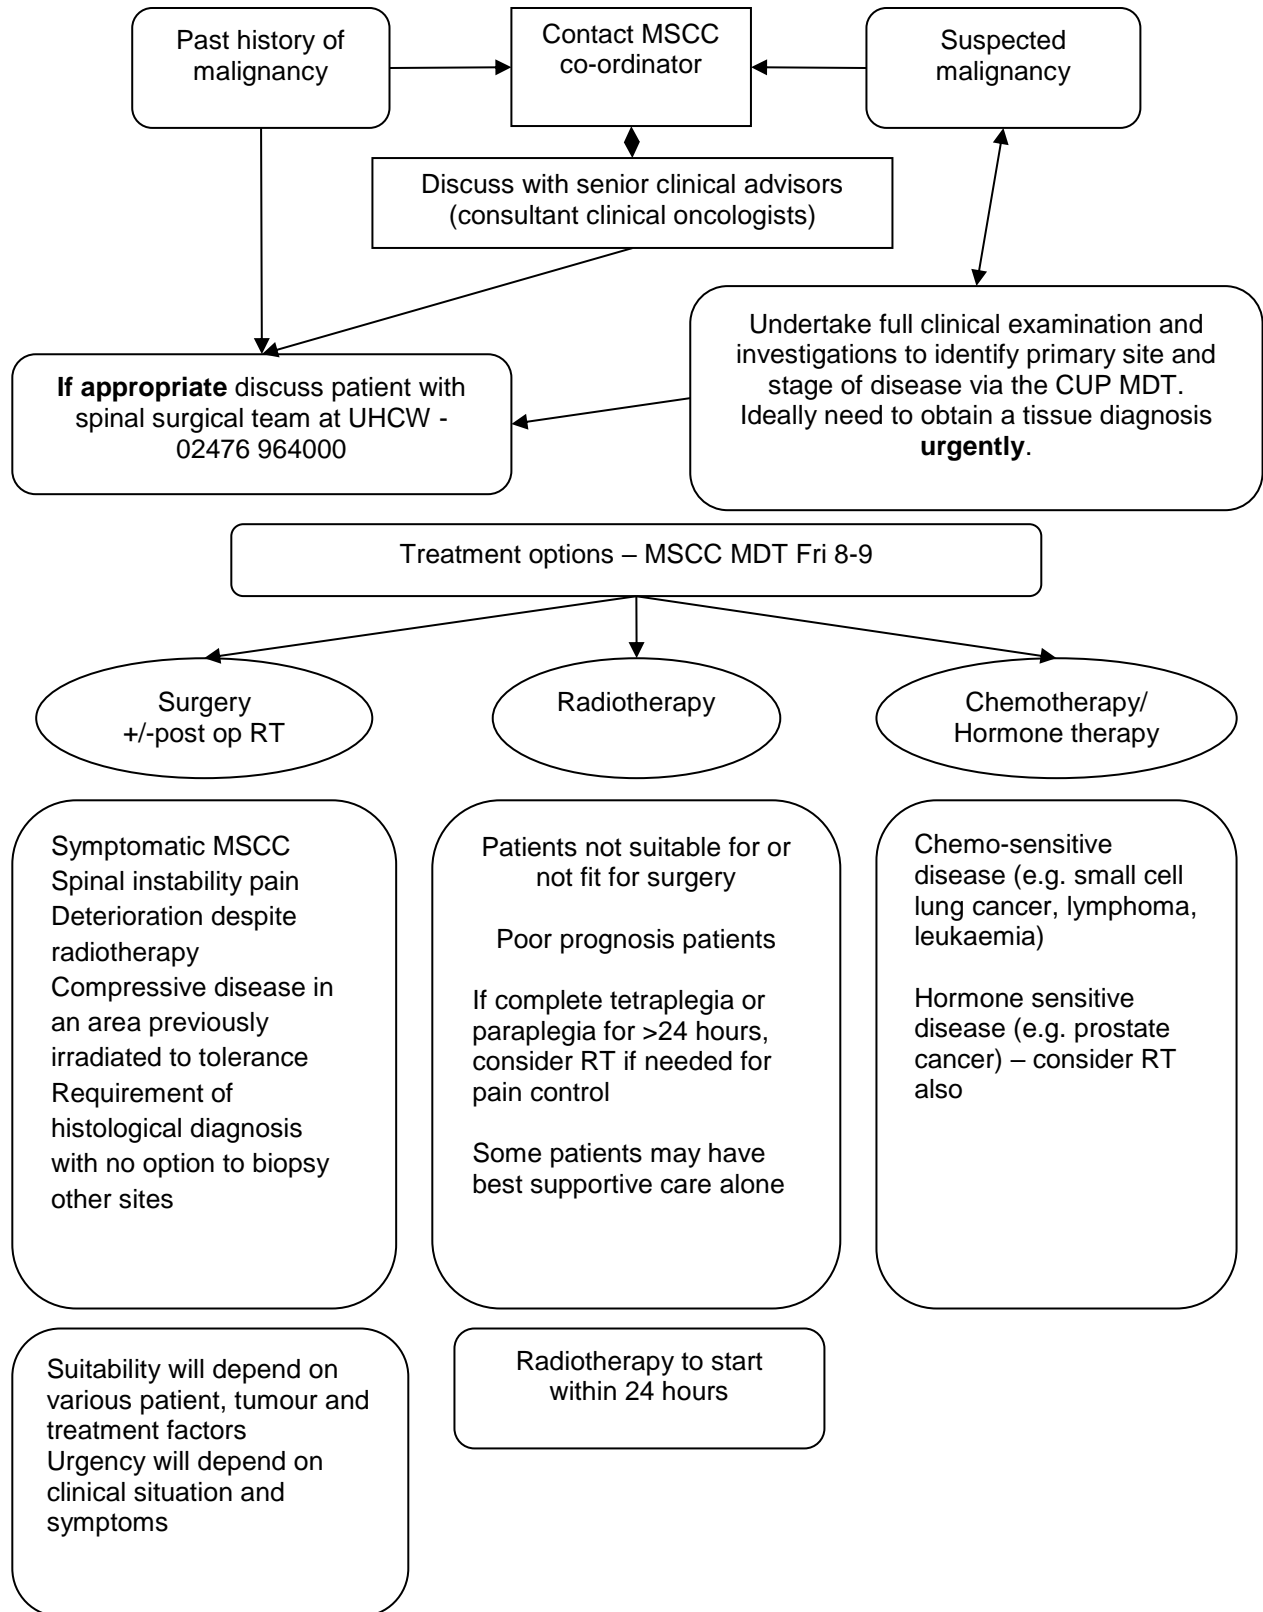 Past history of
malignancy
Contact MSCC
co-ordinator
Suspected
malignancy
Discuss with senior clinical advisors
(consultant clinical oncologists)
If appropriate discuss patient with
spinal surgical team at UHCW -
02476 964000
Undertake full clinical examination and
investigations to identify primary site and
stage of disease via the CUP MDT.
Ideally need to obtain a tissue diagnosis
urgently.
Treatment options – MSCC MDT Fri 8-9
Surgery
+/-post op RT
Radiotherapy
Chemotherapy/
Hormone therapy
Symptomatic MSCC
Spinal instability pain
Deterioration despite
radiotherapy
Compressive disease in
an area previously
irradiated to tolerance
Requirement of
histological diagnosis
with no option to biopsy
other sites
Patients not suitable for or
not fit for surgery
Poor prognosis patients
If complete tetraplegia or
paraplegia for >24 hours,
consider RT if needed for
pain control
Some patients may have
best supportive care alone
Chemo-sensitive
disease (e.g. small cell
lung cancer, lymphoma,
leukaemia)
Hormone sensitive
disease (e.g. prostate
cancer) – consider RT
also
Suitability will depend on
various patient, tumour and
treatment factors
Urgency will depend on
clinical situation and
symptoms
Radiotherapy to start
within 24 hours